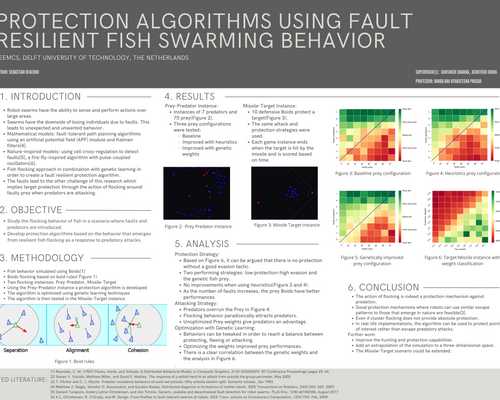 PROTECTION ALGORITHMS USING FAULT
RESILIENT FISH SWARMING BEHAVIOR
EEMCS, DELFT UNIVERSITY OF TECHNOLOGY, THE NETHERLANDS
1. INTRODUCTION
Robot swarms have the ability to sense and perform actions over
large areas
Swarms have the downside of losing individuals due to faults. This
leads to unexpected and unwanted behavior.
Mathematical models: fault-tolerant path planning algorithms
using an artificial potential field (APF) module and Kalman
filters
Nature-inspired models: using cell cross-regulation to detect
faults, a fire-fly-inspired algorithm with pulse-coupled
oscillations
Fish flocking approach in combination with genetic learning in
order to create a fault resilient protection algorithm.
The faults lead to the other challenge of this research which
implies target protection through the action of flocking around
faulty prey when predators are attacking.
2. OBJECTIVE
Study the flocking behavior of fish in a scenario where faults and
predators are introduced
Develop protection algorithms based on the behavior that emerges
from resilient fish flocking as a response to predatory attacks.
3. METHODOLOGY
Fish behavior simulated using Boids
Boids flocking based on boid rules( Figure 1)
Two flocking instances: Prey Predator, Missile Target
Using the Prey Predator instance a protection algorithm is developed
The algorithm is optimised using genetic techniques
The algorithm is then tested in the Missile-Target instance
Separation
Alignment
Cohesion
Figure 1: Boid rules
4. RESULTS
Prey-Predator Instance:
Instances of 7 predators and
75 prey(Figure 2).
Three prey configurations
were tested:
Baseline
Improved with heuristics
Improved with genetic
weights
Missile-Target Instance:
10 defensive Boids protect a
target(Figure 3).
The same attack and
protection strategies were
used.
Each game instance ends
when the target is hit by the
missile and is scored based
on time.
Figure 2: Prey Predator instance
Figure 3: Missile Target instance
5. ANALYSIS
Protection Strategy:
Based on Figure 6, it can be argued that there is no protection
without a good evasion tactic.
Two performing strategies: low protection-high evasion and
the genetic fish prey.
No improvements when using heuristics(Figure 3 and 4)
As the number of faults increases, the prey Boids have better
performances.
Attacking Strategy:
Predators overrun the Prey in Figure 4
Flocking behavior paradoxically attracts predators
Unoptimised Prey weights give predators an advantage
Optimization with Genetic Learning:
Behaviors can be tweaked in order to reach a balance between
protecting, fleeing or attacking.
Optimizing the weights improved prey performances.
There is a clear correlation between the genetic weights and
the analysis in Figure 6.
Figure 3: Baseline prey configuration
Figure 4: Heuristics prey configuration
Figure 5: Genetically improved
prey configuration
Figure 6: Target Missile instance with
weight classification
6. CONCLUSION
The action of flocking is indeed a protection mechanism against
predation.
Good protection mechanisms where robots can use similar escape
patterns to those that emerge in nature are feasible
Even if cluster flocking does not provide absolute protection
In real life implementations, the algorithm can be used to protect points
of interest rather than escape predatory attacks.
Further work:
Improve the hunting and protection capabilities
Add an extrapolation of the simulation to a three-dimensional space.
The Missile-Target scenario could be extended.